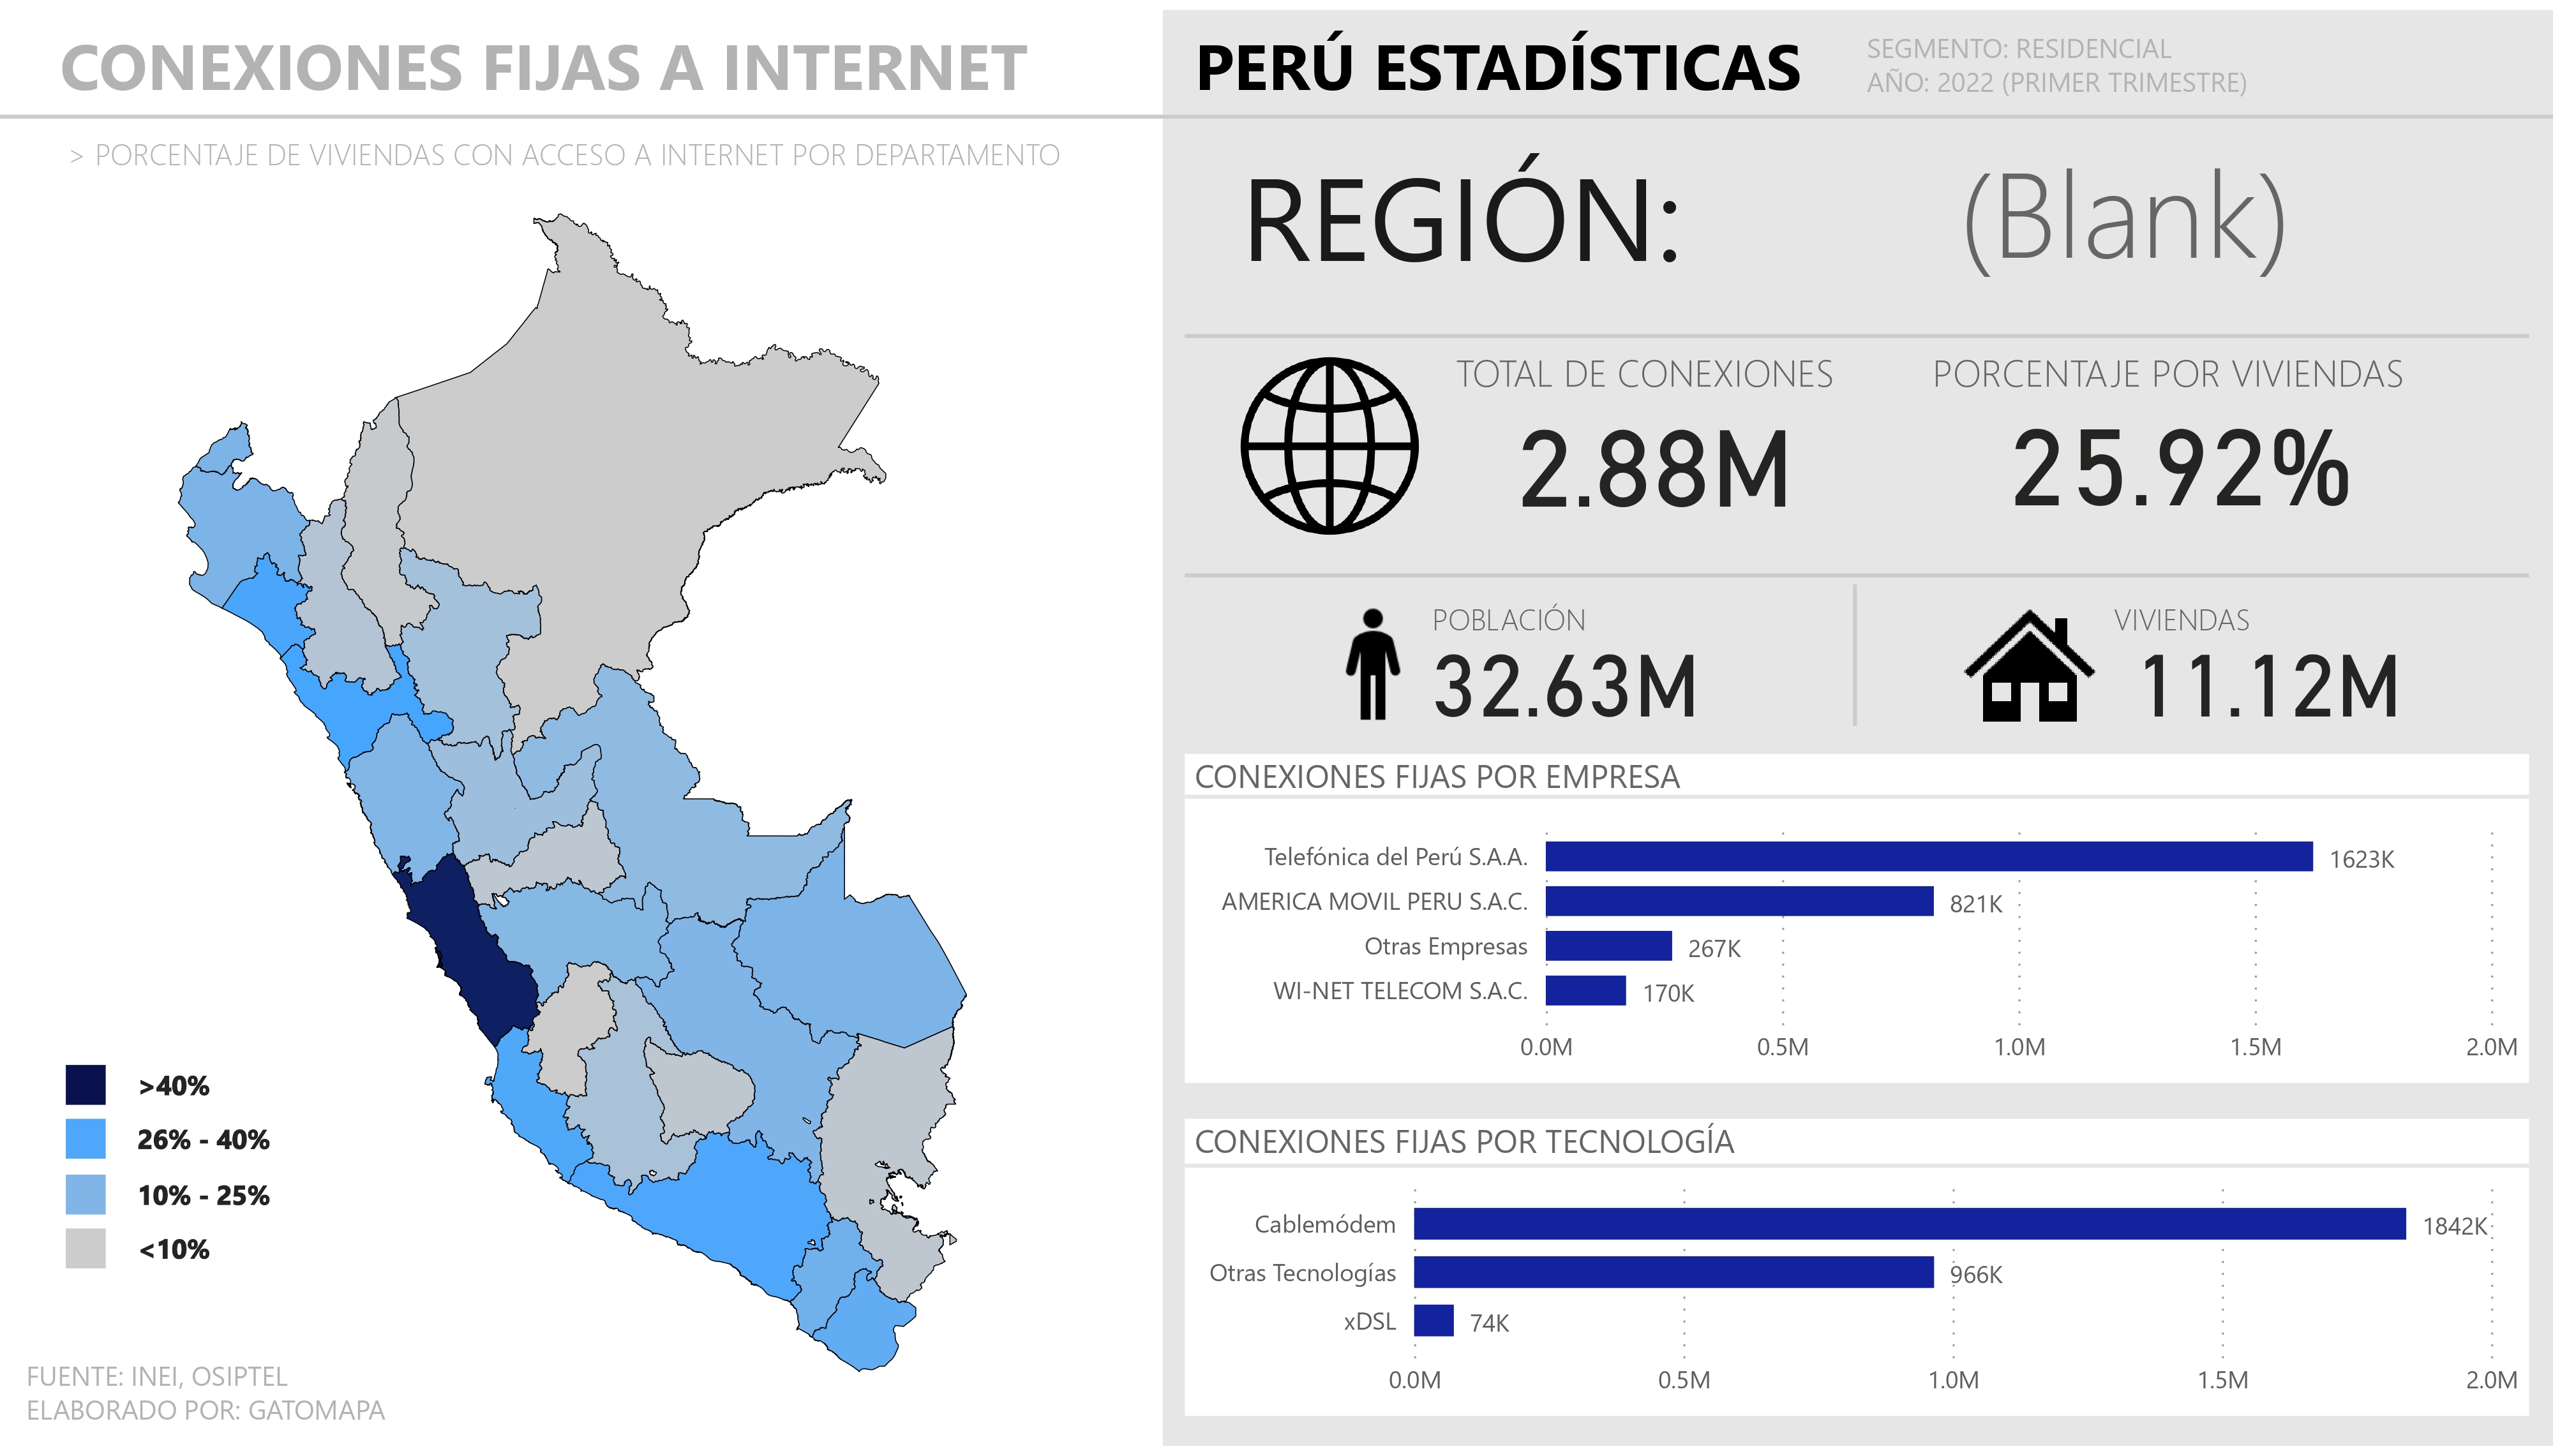 CONEXIONES FIJAS A INTERNET
> PORCENTAJE DE VIVIENDAS CON ACCESO A INTERNET POR DEPARTAMENTO
>40%
26% - 40%
10% - 25%
<10%
FUENTE: INEI, OSIPTEL
ELABORADO POR: GATOMAPA
PERÚ ESTADÍSTICAS
SEGMENTO: RESIDENCIAL
AÑO: 2022 (PRIMER TRIMESTRE)
REGIÓN: (Blank)
TOTAL DE CONEXIONES
2.88M
PORCENTAJE POR VIVIENDAS
25.92%
POBLACIÓN
32.63M
VIVIENDAS
11.12M
CONEXIONES FIJAS POR EMPRESA
Telefónica del Perú S.A.A. 1623K
AMERICA MOVIL PERU S.A.C. 821K
Otras Empresas 267K
WI-NET TELECOM S.A.C. 170K
0.0M 0.5M 1.0M 1.5M 2.0M
CONEXIONES FIJAS POR TECNOLOGÍA
Cablemódem 1842K
Otras Tecnologías 966K
xDSL 74K
0.0M 0.5M 1.0M 1.5M 2.0M